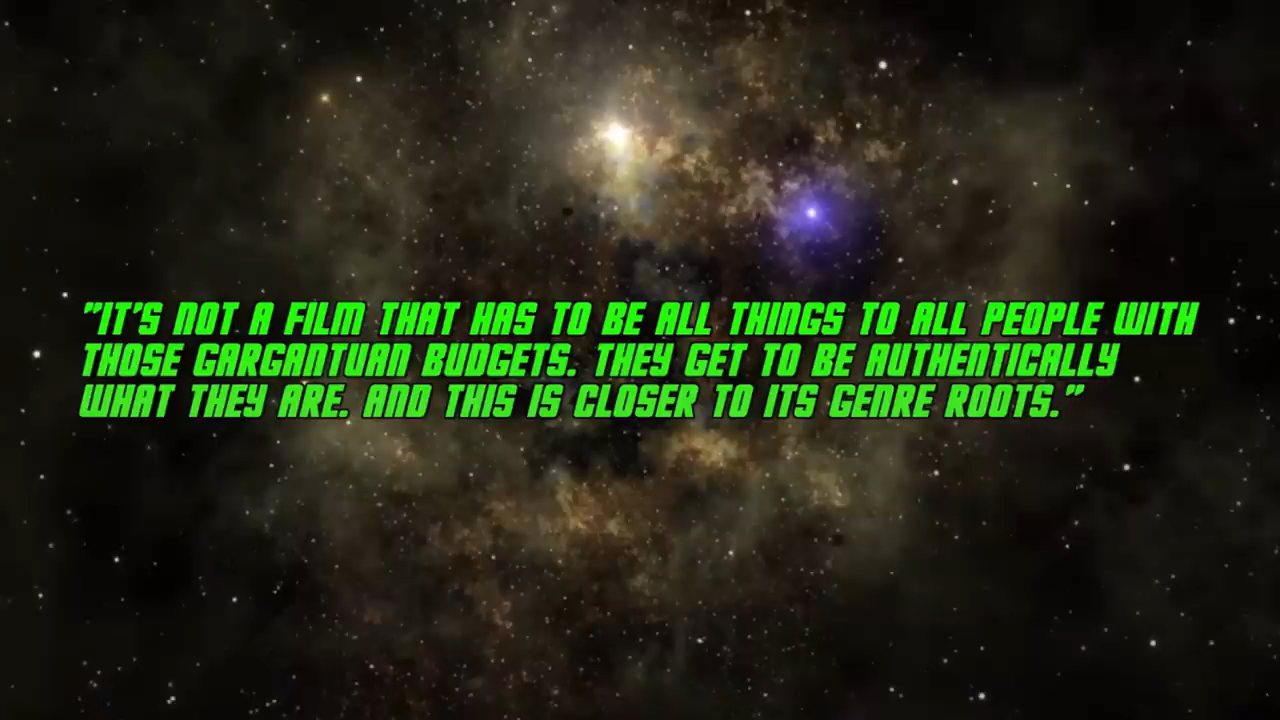 "IT'S NOT A FILM THAT HAS TO BE ALL THINGS TO ALL PEOPLE WITH
THOSE GARGANTUAN BUDGETS. THEY GET TO BE AUTHENTICALLY
WHAT THEY ARE. AND THIS IS CLOSER TO ITS GENRE ROOTS."